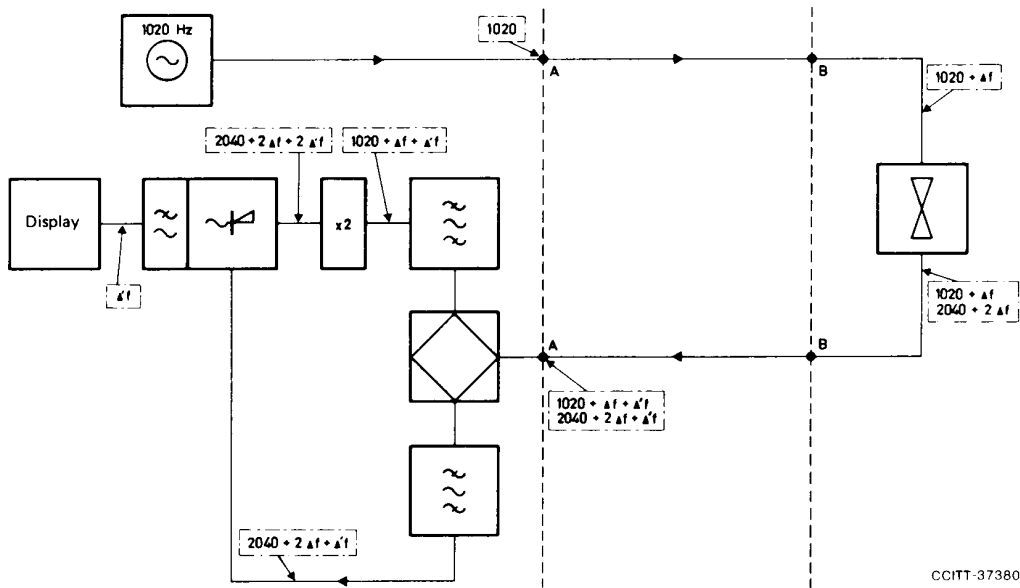 1020 Hz
1020
A
B
1020 + Δf
2040 + 2 Δf + 2 Δ'f
1020 + Δf + Δ'f
Display
x2
Δ'f
1020 + Δf
2040 + 2 Δf
A
B
1020 + Δf + Δ'f
2040 + 2 Δf + Δ'f
2040 + 2 Δf + Δ'f
CCITT-37380